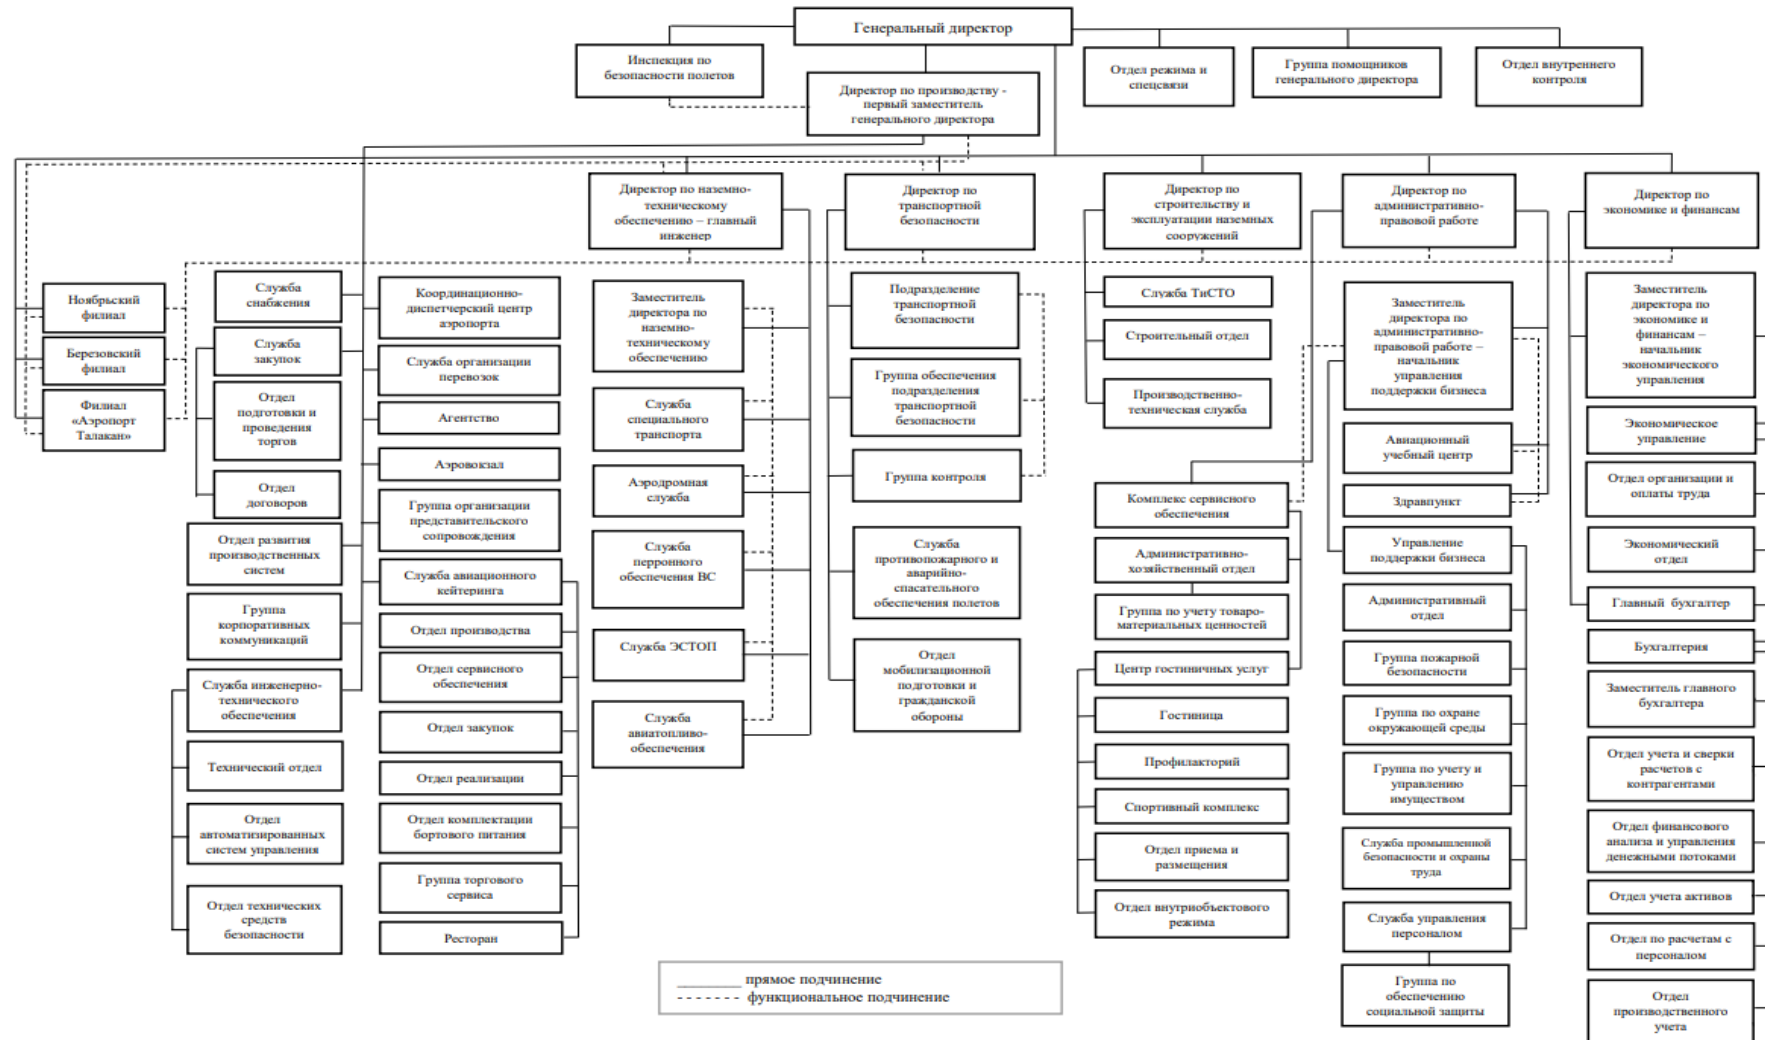 Генеральный директор
Инспекция по
безопасности полетов
Директор по производству -
первый заместитель
генерального директора
Отдел режима и
спецсвязи
Группа помощников
генерального директора
Отдел внутреннего
контроля
Директор по наземно-
техническому
обеспечению – главный
инженер
Директор по
транспортной
безопасности
Директор по
строительству и
эксплуатации наземных
сооружений
Директор по
административно-
правовой работе
Директор по
экономике и финансам
Ноябрьский
филиал
Березовский
филиал
Филиал
«Аэропорт
Талакан»
Служба
снабжения
Служба
закупок
Отдел
подготовки и
проведения
торгов
Отдел
договоров
Отдел развития
производственных
систем
Группа
корпоративных
коммуникаций
Служба инженерно-
технического
обеспечения
Технический отдел
Отдел
автоматизированных
систем управления
Отдел технических
средств
безопасности
Координационно-
диспетчерский центр
аэропорта
Служба организации
перевозок
Агентство
Аэровокзал
Группа организации
представительского
сопровождения
Служба авиационного
кейтеринга
Отдел производства
Отдел сервисного
обеспечения
Отдел закупок
Отдел реализации
Отдел комплектации
бортового питания
Группа торгового
сервиса
Ресторан
Заместитель
директора по
наземно-
техническому
обеспечению
Служба
специального
транспорта
Аэродромная
служба
Служба
перронного
обеспечения ВС
Служба ЭСТОП
Служба
авиатопливо-
обеспечения
Подразделение
транспортной
безопасности
Группа обеспечения
подразделения
транспортной
безопасности
Группа контроля
Служба
противопожарного и
аварийно-
спасательного
обеспечения полетов
Отдел
мобилизационной
подготовки и
гражданской
обороны
Служба ТиСТО
Строительный отдел
Производственно-
техническая служба
Комплекс сервисного
обеспечения
Административно-
хозяйственный отдел
Группа по учету товаро-
материальных ценностей
Центр гостиничных услуг
Гостиница
Профилакторий
Спортивный комплекс
Отдел приема и
размещения
Отдел внутриобъектового
режима
Заместитель
директора по
административно-
правовой работе –
начальник
управления
поддержки бизнеса
Авиационный
учебный центр
Здравпункт
Управление
поддержки бизнеса
Административный
отдел
Группа пожарной
безопасности
Группа по охране
окружающей среды
Группа по учету и
управлению
имуществом
Служба промышленной
безопасности и охраны
труда
Служба управления
персоналом
Группа по
обеспечению
социальной защиты
Заместитель
директора по
экономике и
финансам –
начальник
экономического
управления
Экономическое
управление
Отдел организации и
оплаты труда
Экономический
отдел
Главный бухгалтер
Бухгалтерия
Заместитель главного
бухгалтера
Отдел учета и сверки
расчетов с
контрагентами
Отдел финансового
анализа и управления
денежными потоками
Отдел учета активов
Отдел по расчетам с
персоналом
Отдел
производственного
учета
прямое подчинение
функциональное подчинение